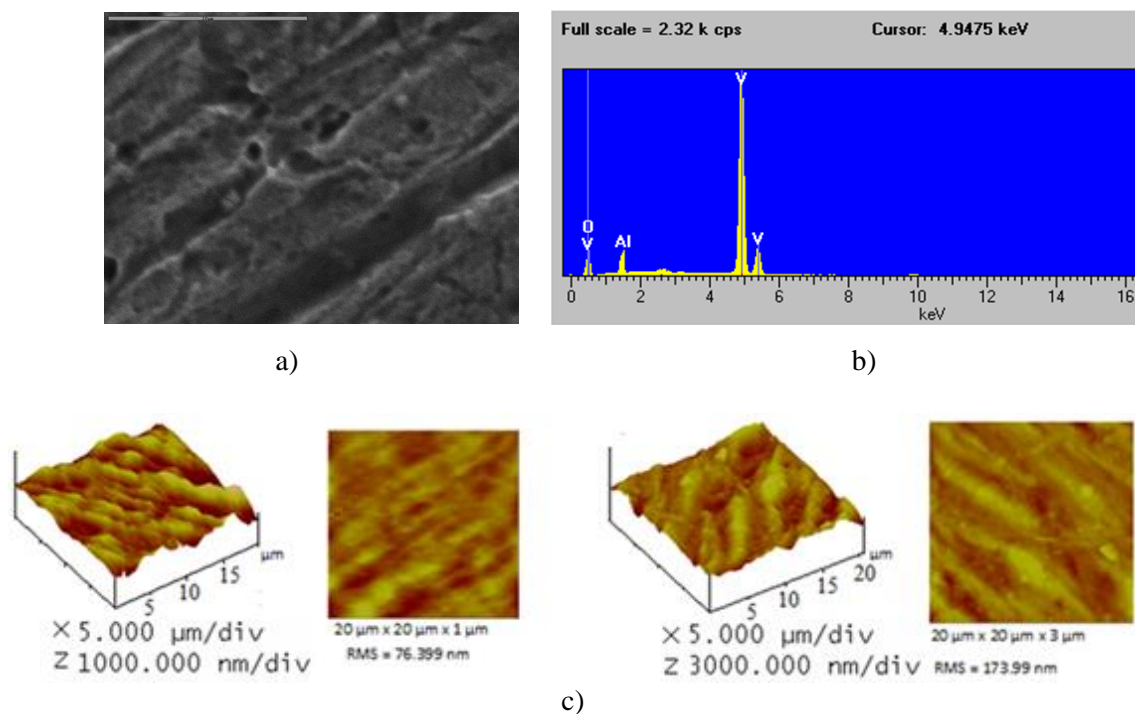 Full scale = 2.32 k cps Cursor: 4.9475 keV
V
O
V Al V
0 2 4 6 8 10 12 14 16
keV
a) b)
µm
5 10 15
X 5.000 µm/div
Z 1000.000 nm/div
20 µm x 20 µm x 1 µm
RMS = 76.399 nm
5 10 15 20 µm
X 5.000 µm/div
Z 3000.000 nm/div
20 µm x 20 µm x 3 µm
RMS = 173.99 nm
c)